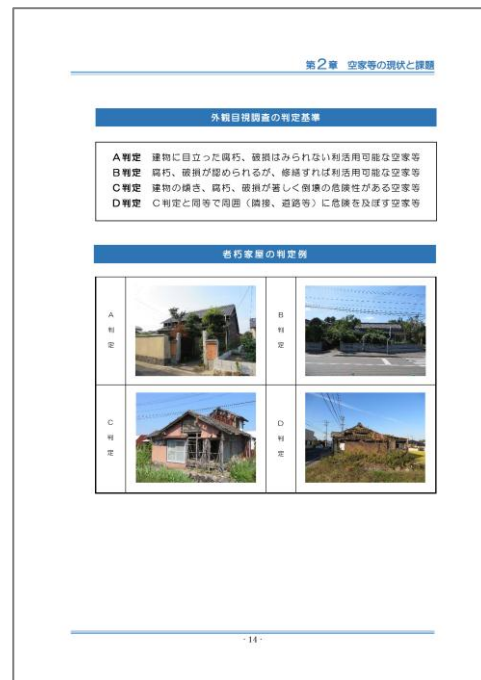 第2章 空家等の現状と課題
外観目視調査の判定基準
A判定 建物に目立った腐朽、破損はみられない利活用可能な空家等
B判定 腐朽、破損が認められるが、修繕すれば利活用可能な空家等
C判定 建物の傾き、腐朽、破損が著しく倒壊の危険性がある空家等
D判定 C判定と同等で周囲（隣接、道路等）に危険を及ぼす空家等
老朽家屋の判定例
A判定
B判定
C判定
D判定
- 14 -